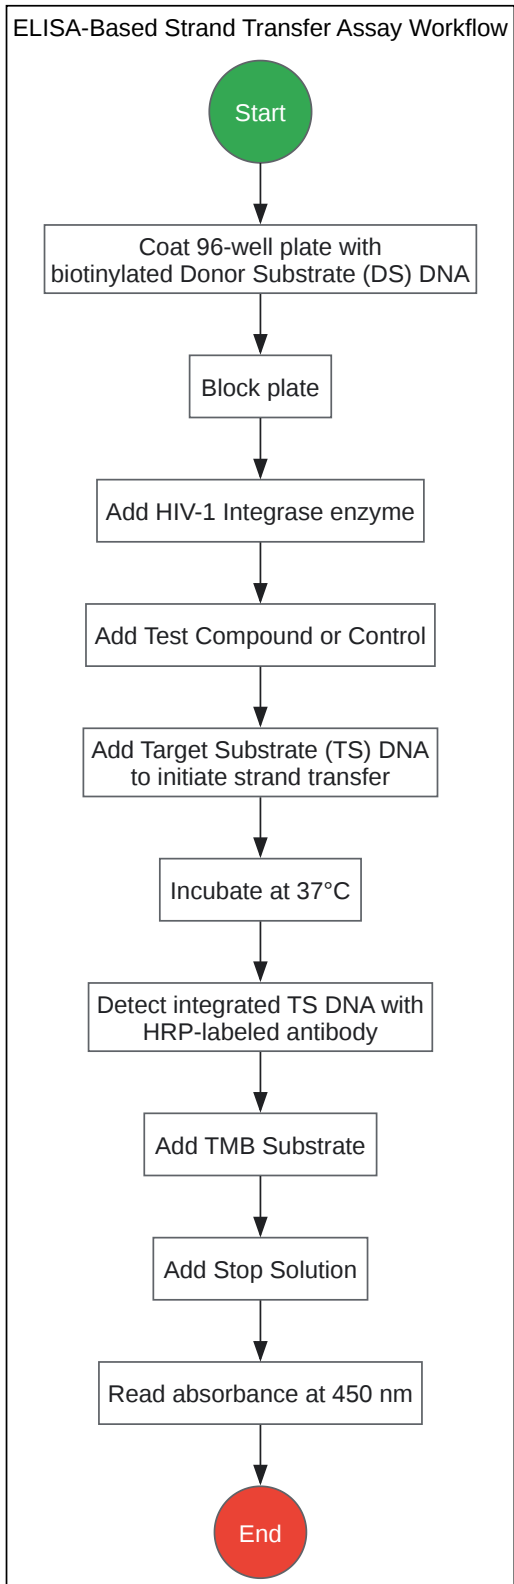 ELISA-Based Strand Transfer Assay Workflow
Start
Coat 96-well plate with
biotinylated Donor Substrate (DS) DNA
Block plate
Add HIV-1 Integrase enzyme
Add Test Compound or Control
Add Target Substrate (TS) DNA
to initiate strand transfer
Incubate at 37°C
Detect integrated TS DNA with
HRP-labeled antibody
Add TMB Substrate
Add Stop Solution
Read absorbance at 450 nm
End